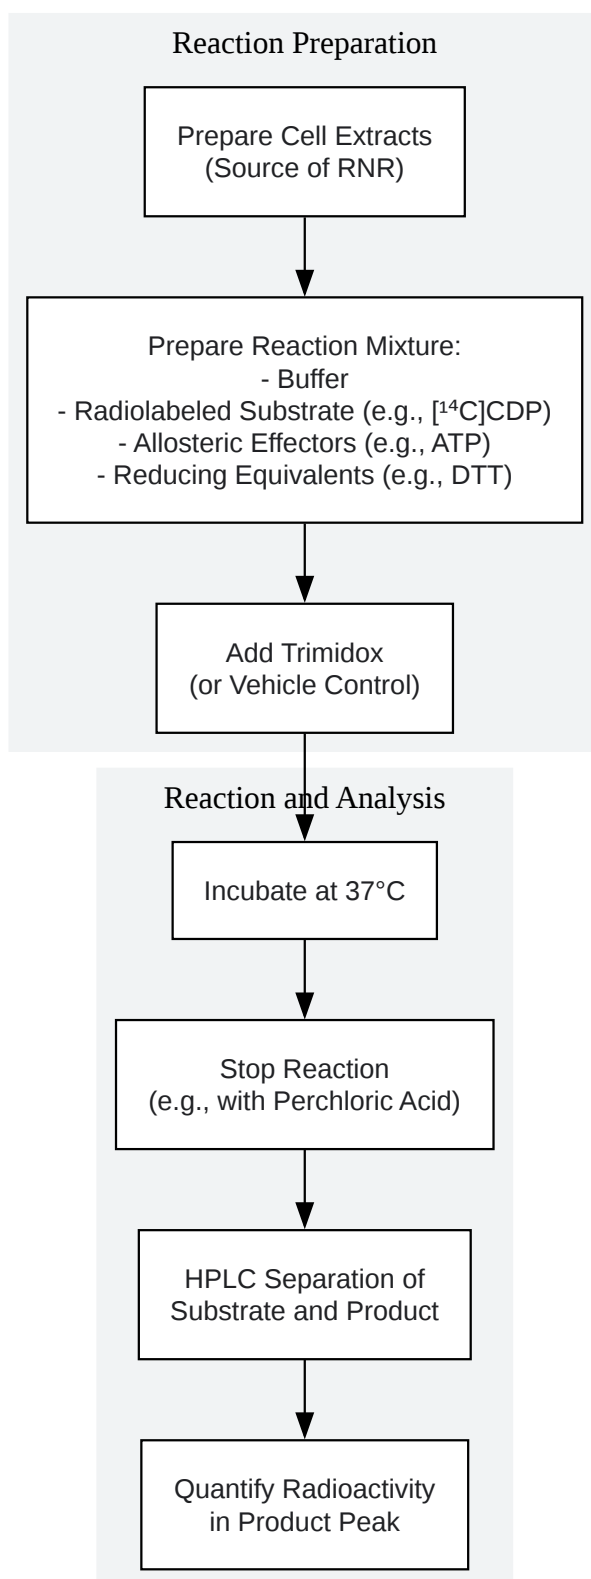 Reaction Preparation
Prepare Cell Extracts
(Source of RNR)
Prepare Reaction Mixture:
- Buffer
- Radiolabeled Substrate (e.g., [¹⁴C]CDP)
- Allosteric Effectors (e.g., ATP)
- Reducing Equivalents (e.g., DTT)
Add Trimidox
(or Vehicle Control)
Reaction and Analysis
Incubate at 37°C
Stop Reaction
(e.g., with Perchloric Acid)
HPLC Separation of
Substrate and Product
Quantify Radioactivity
in Product Peak